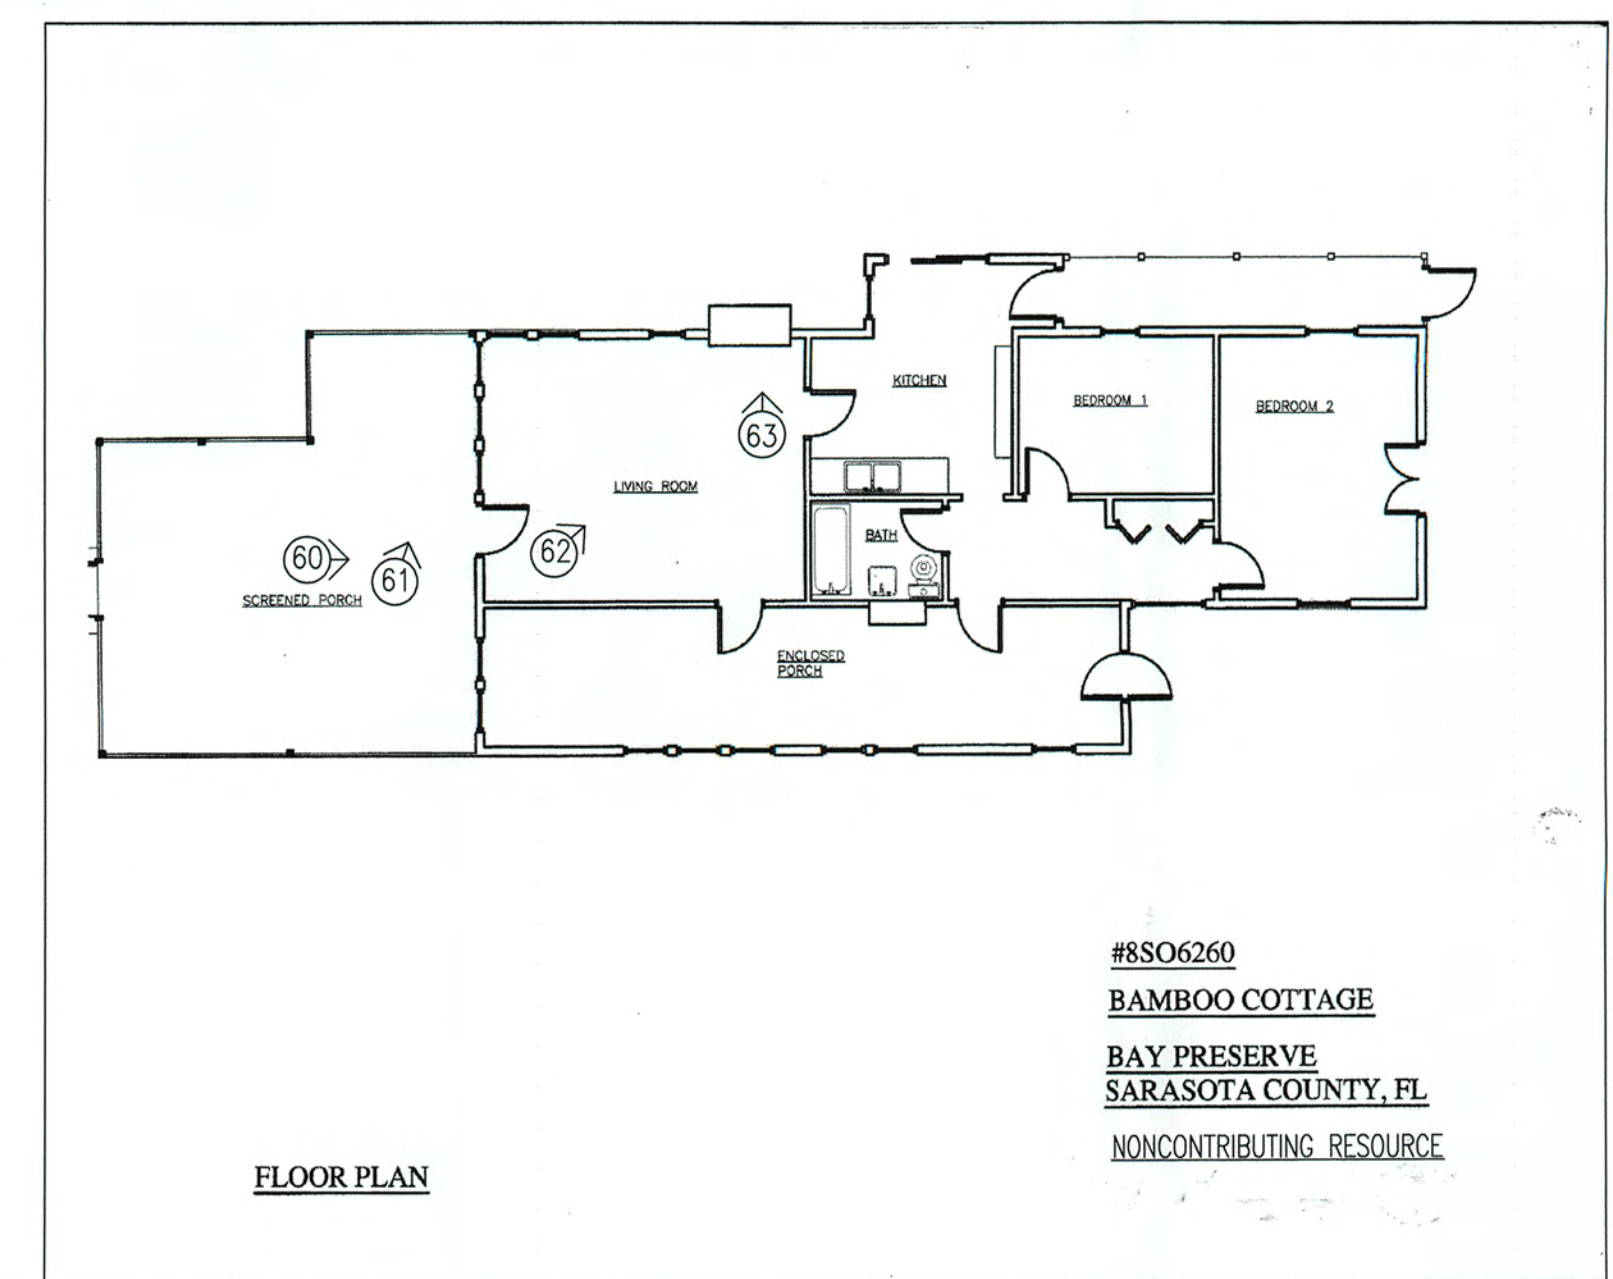 KITCHEN
BEDROOM 1
BEDROOM 2
63
LIVING ROOM
60
61
62
BATH
SCREENED PORCH
ENCLOSED
PORCH
#8SO6260
BAMBOO COTTAGE
BAY PRESERVE
SARASOTA COUNTY, FL
NONCONTRIBUTING RESOURCE
FLOOR PLAN